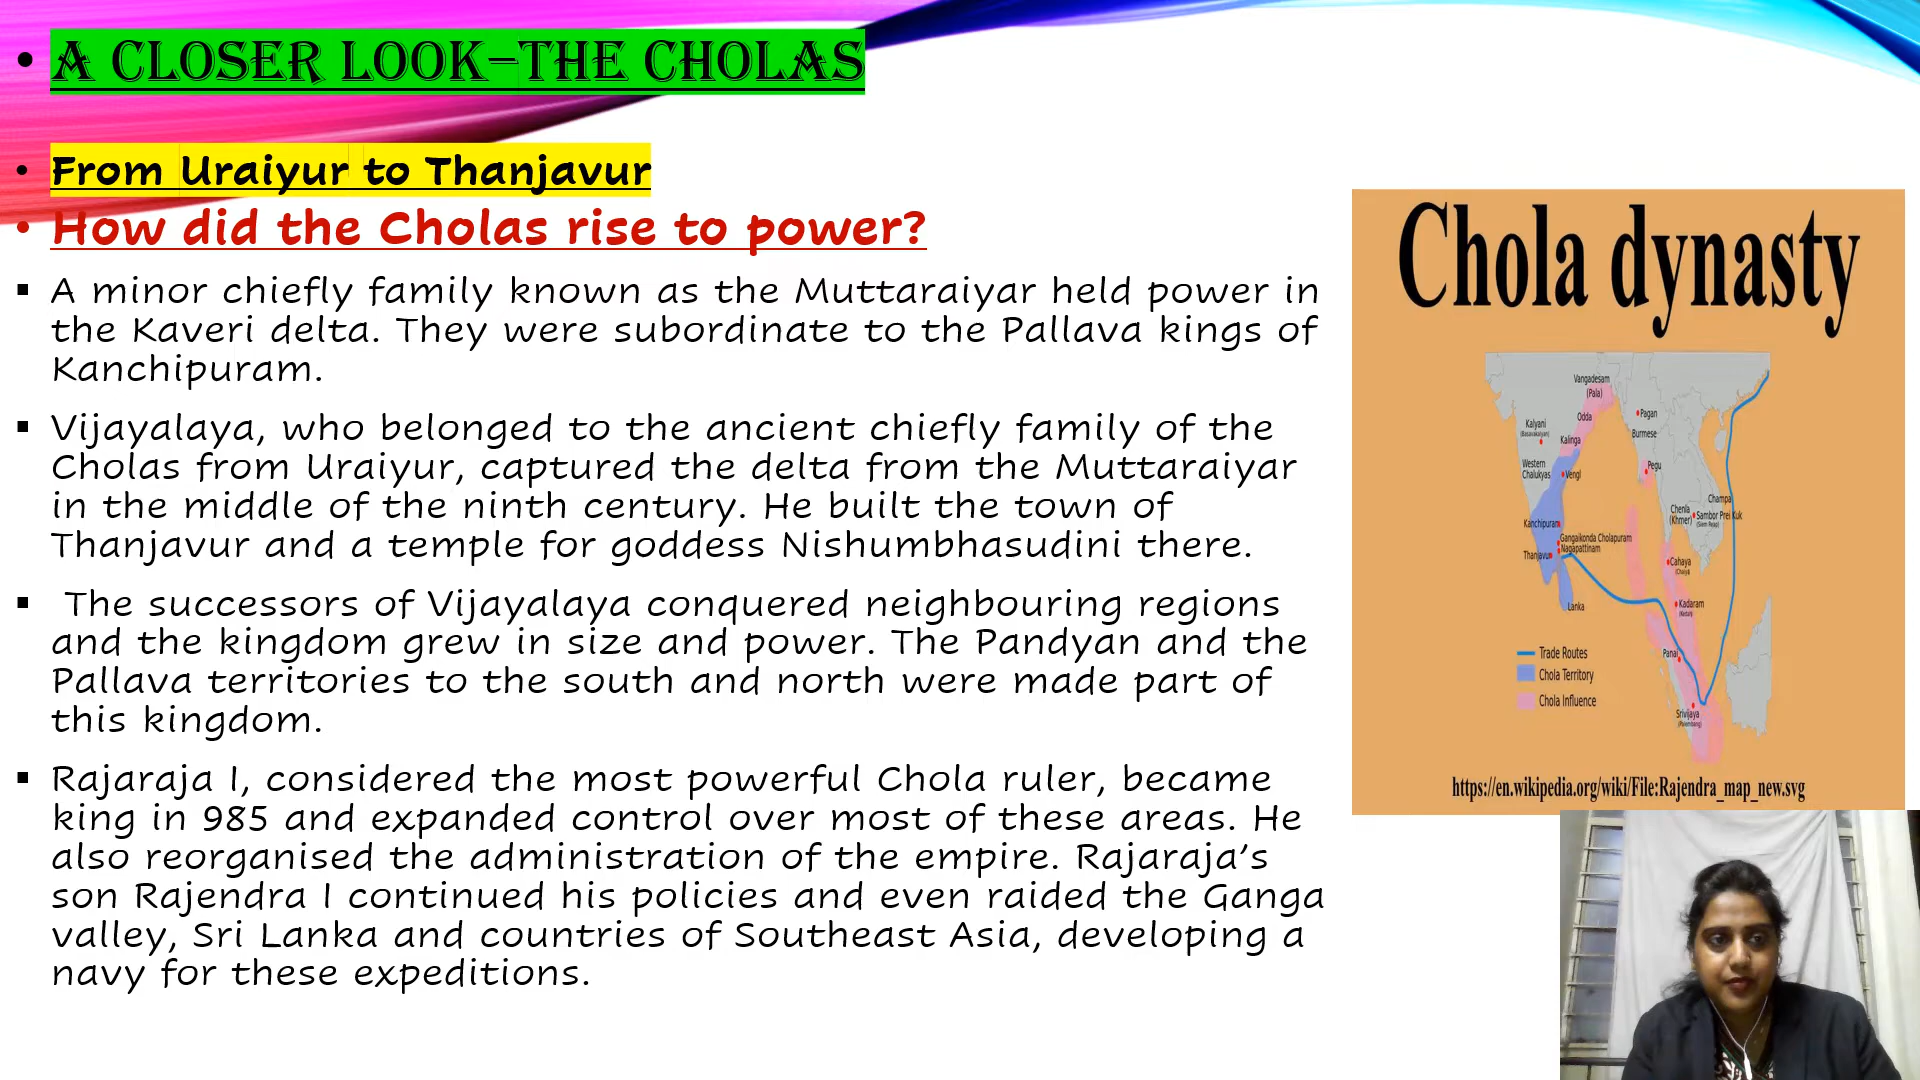 • A CLOSER LOOK–THE CHOLAS
• From Uraiyur to Thanjavur
• How did the Cholas rise to power?
▪ A minor chiefly family known as the Muttaraiyar held power in
the Kaveri delta. They were subordinate to the Pallava kings of
Kanchipuram.
▪ Vijayalaya, who belonged to the ancient chiefly family of the
Cholas from Uraiyur, captured the delta from the Muttaraiyar
in the middle of the ninth century. He built the town of
Thanjavur and a temple for goddess Nishumbhasudini there.
▪ The successors of Vijayalaya conquered neighbouring regions
and the kingdom grew in size and power. The Pandyan and the
Pallava territories to the south and north were made part of
this kingdom.
▪ Rajaraja I, considered the most powerful Chola ruler, became
king in 985 and expanded control over most of these areas. He
also reorganised the administration of the empire. Rajaraja’s
son Rajendra I continued his policies and even raided the Ganga
valley, Sri Lanka and countries of Southeast Asia, developing a
navy for these expeditions.
Chola dynasty
Vangadesam
(Pala)
Odda
Pagan
Kalyani
Burmese
Kalinga
Western
Chalukyas
Vengi
Pegu
Champa
Chenla
(Khmer)
Sambor Prei Kuk
Kanchipuram
Gangaikonda Cholapuram
Nagapattinam
Thanjavur
Cahaya
Kadaram
Lanka
Panai
Trade Routes
Chola Territory
Chola Influence
Srivijaya
(Palembang)
https://en.wikipedia.org/wiki/File:Rajendra_map_new.svg